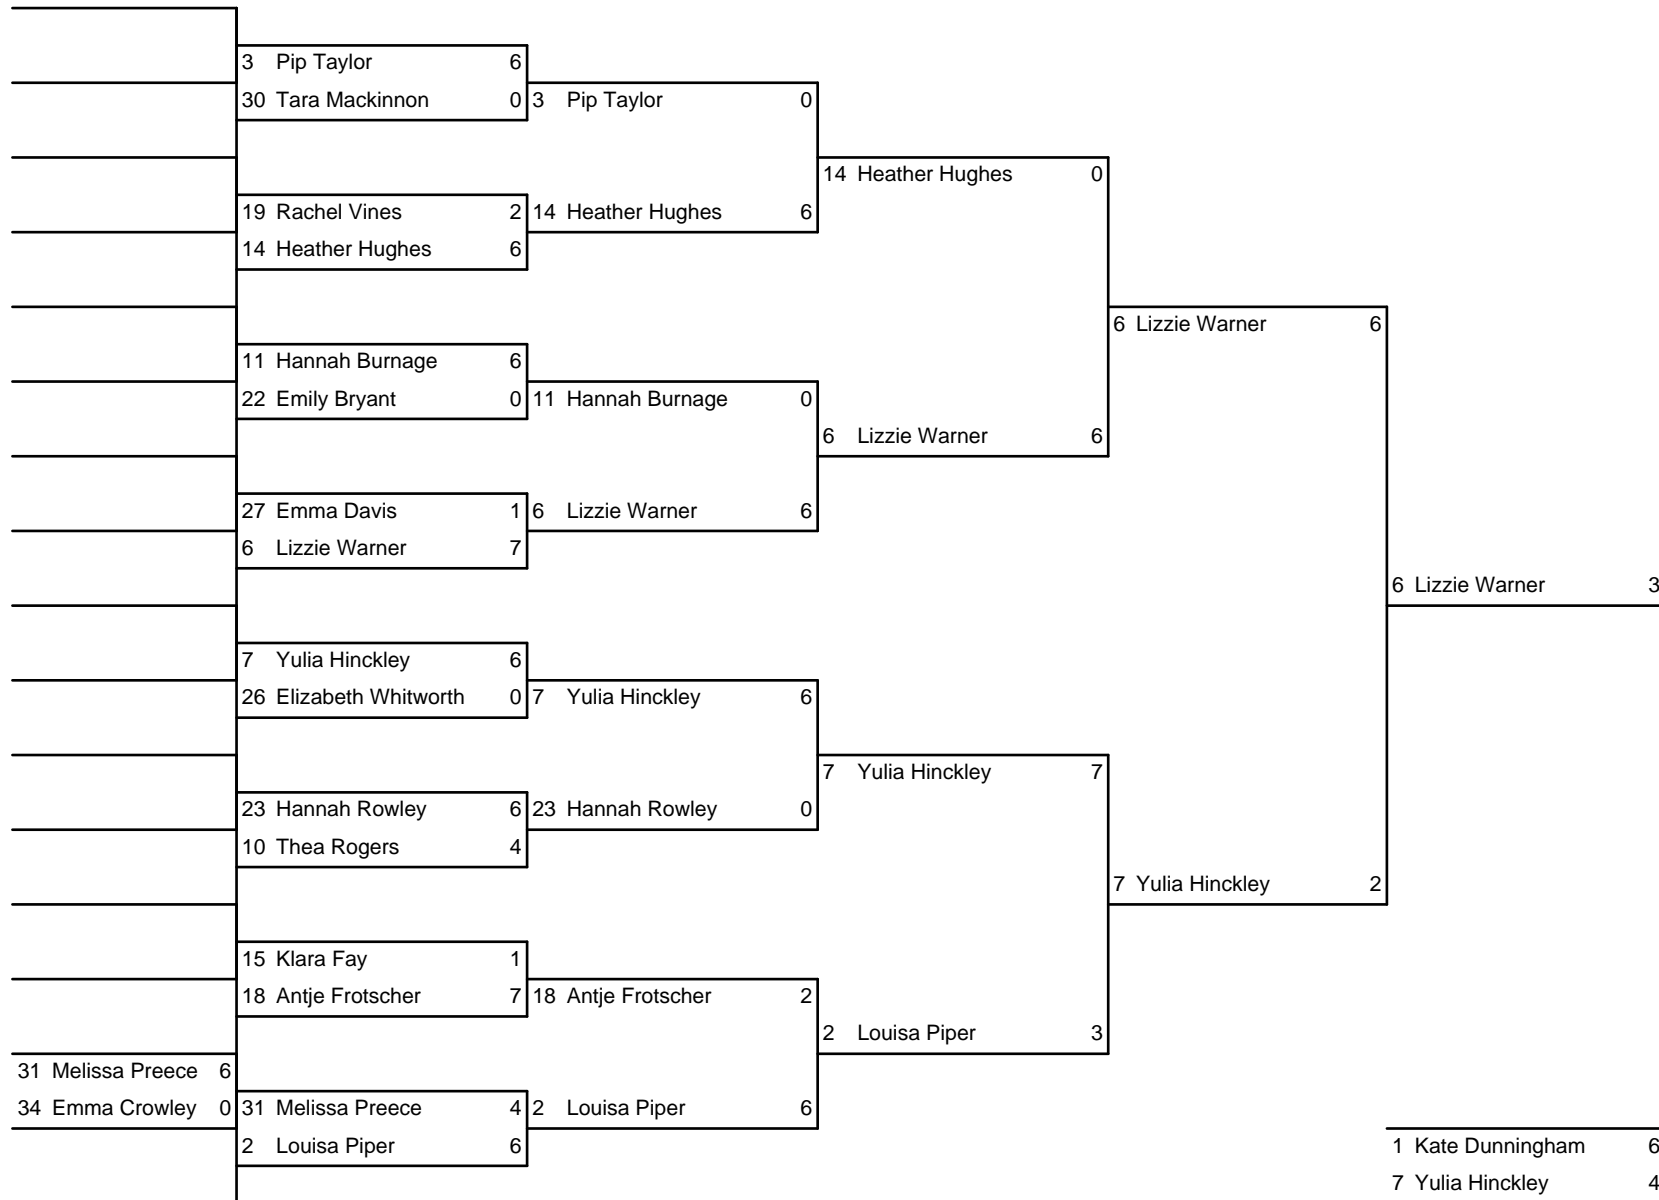 3 Pip Taylor 6
30 Tara Mackinnon 0
3 Pip Taylor 0
14 Heather Hughes 0
19 Rachel Vines 2
14 Heather Hughes 6
14 Heather Hughes 6
6 Lizzie Warner 6
11 Hannah Burnage 6
22 Emily Bryant 0
11 Hannah Burnage 0
6 Lizzie Warner 6
27 Emma Davis 1
6 Lizzie Warner 6
6 Lizzie Warner 7
6 Lizzie Warner 3
7 Yulia Hinckley 6
26 Elizabeth Whitworth 0
7 Yulia Hinckley 6
7 Yulia Hinckley 7
23 Hannah Rowley 6
23 Hannah Rowley 0
10 Thea Rogers 4
7 Yulia Hinckley 2
15 Klara Fay 1
18 Antje Frotscher 7
18 Antje Frotscher 2
2 Louisa Piper 3
31 Melissa Preece 6
34 Emma Crowley 0
31 Melissa Preece 4
2 Louisa Piper 6
2 Louisa Piper 6
1 Kate Dunningham 6
7 Yulia Hinckley 4